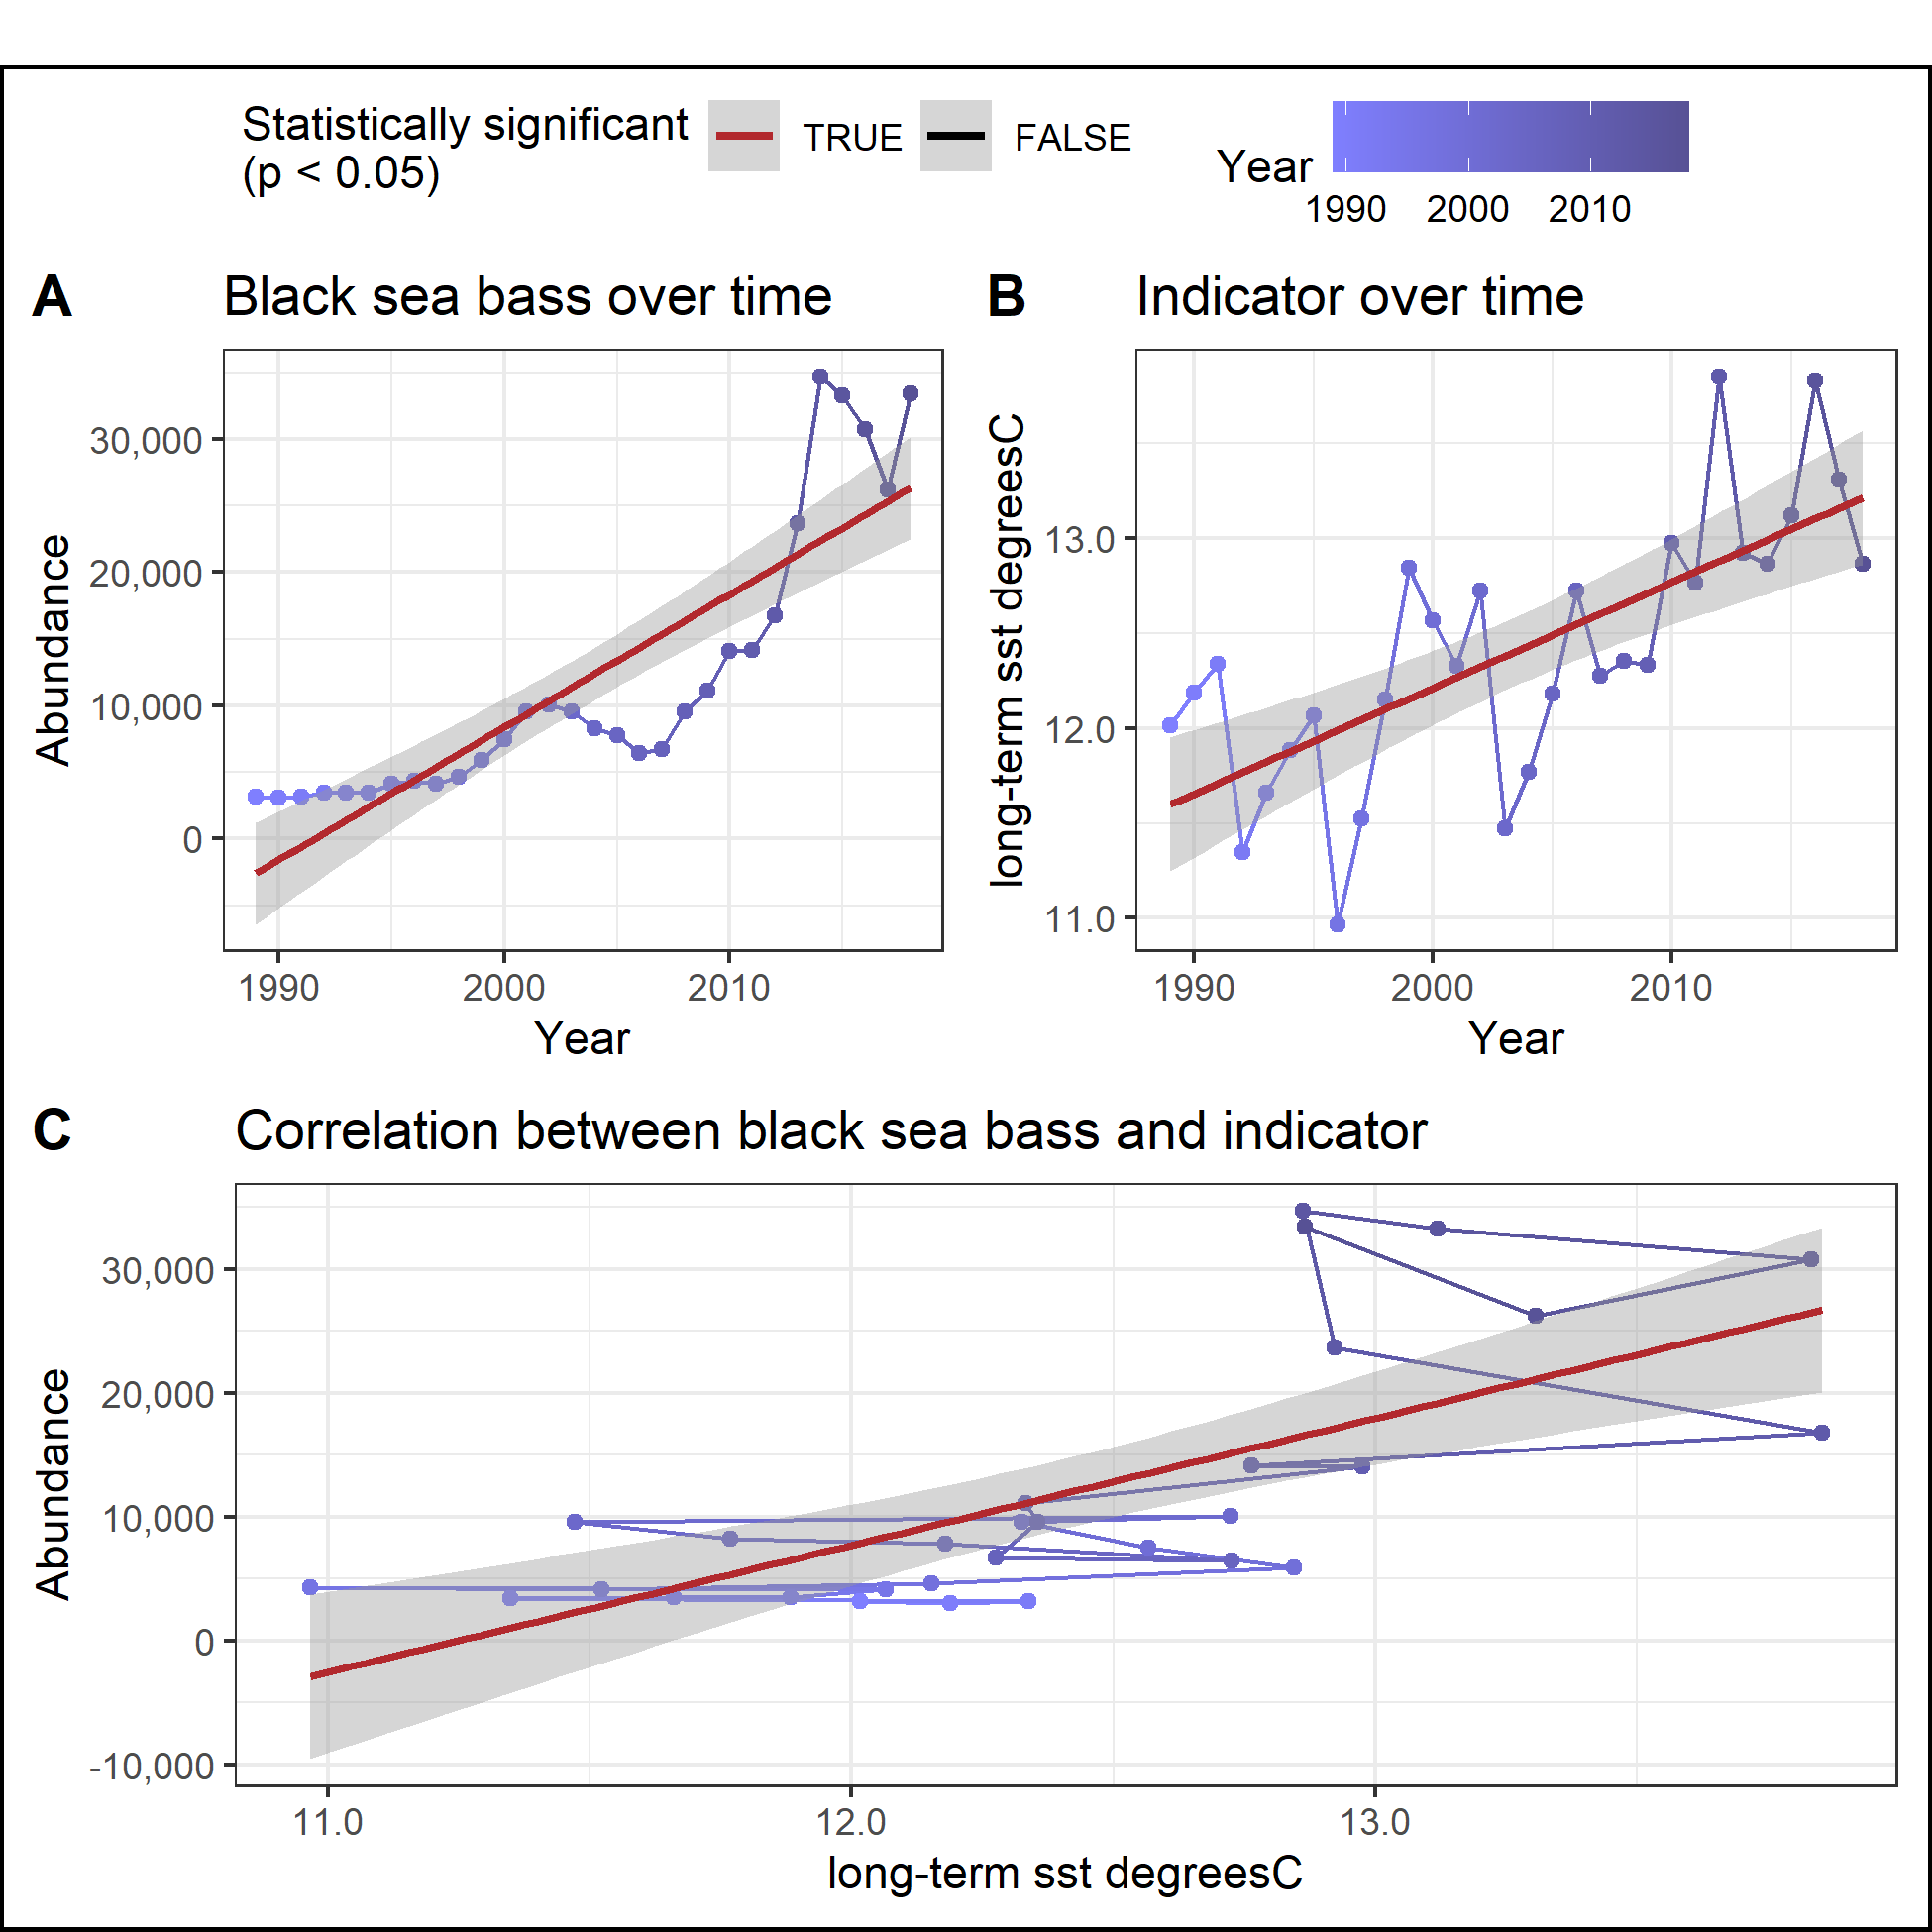 Statistically significant
(p < 0.05)
TRUE
FALSE
Year
1990 2000 2010
A
Black sea bass over time
Abundance
30,000
20,000
10,000
0
1990 2000 2010
Year
B
Indicator over time
long-term sst degreesC
13.0
12.0
11.0
1990 2000 2010
Year
C
Correlation between black sea bass and indicator
Abundance
30,000
20,000
10,000
0
-10,000
11.0 12.0 13.0
long-term sst degreesC